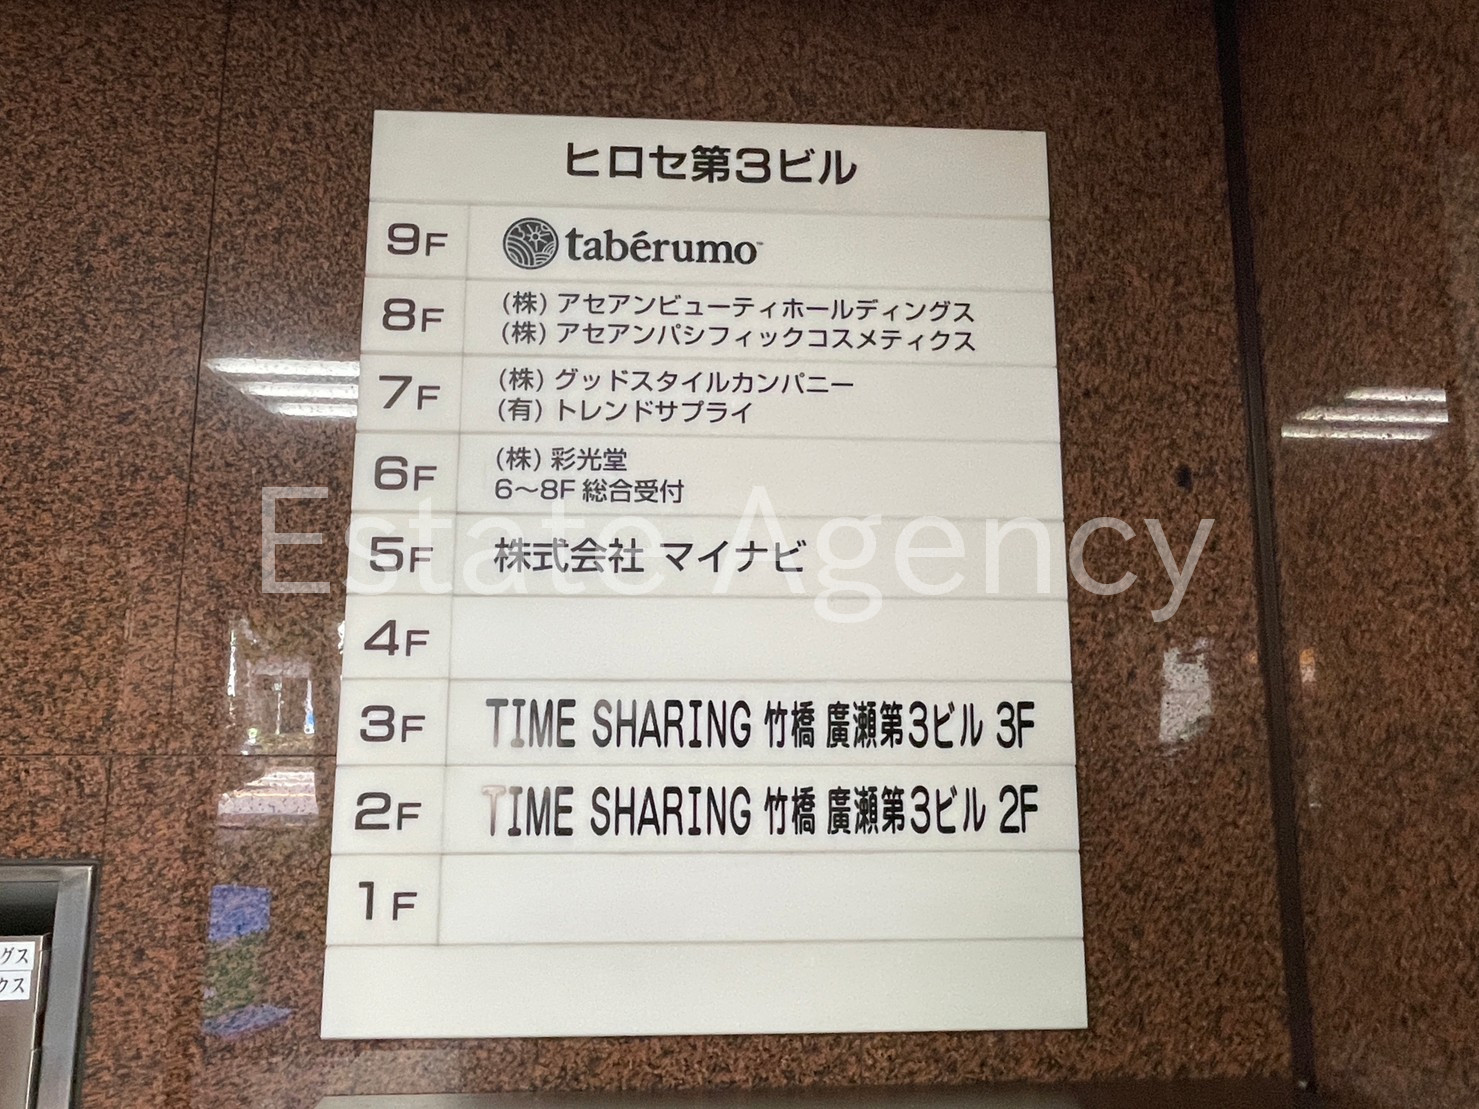 ヒロセ第3ビル
9F tabérumo™
8F (株) アセアンビューティホールディングス
(株) アセアンパシフィックコスメティクス
7F (株) グッドスタイルカンパニー
(有) トレンドサプライ
6F (株) 彩光堂
6〜8F 総合受付
5F 株式会社 マイナビ
4F
3F TIME SHARING 竹橋 廣瀬第3ビル 3F
2F TIME SHARING 竹橋 廣瀬第3ビル 2F
1F
Estate Agency
グス
クス